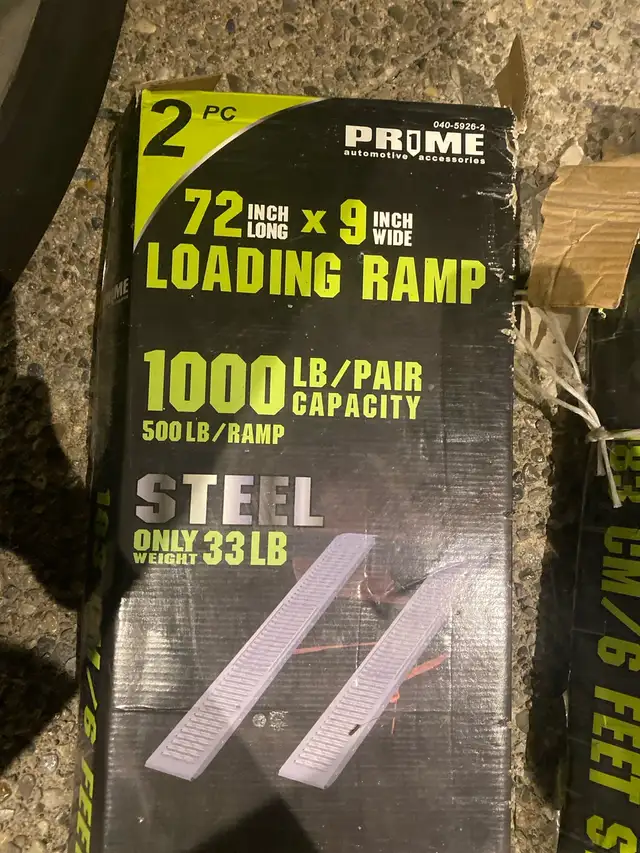 2 PC
040-5926-2
PRIME
automotive accessories
72 INCH LONG x 9 INCH WIDE
LOADING RAMP
1000 LB/PAIR CAPACITY
500 LB/RAMP
STEEL
ONLY WEIGHT 33 LB
83 CM/6 FEET S